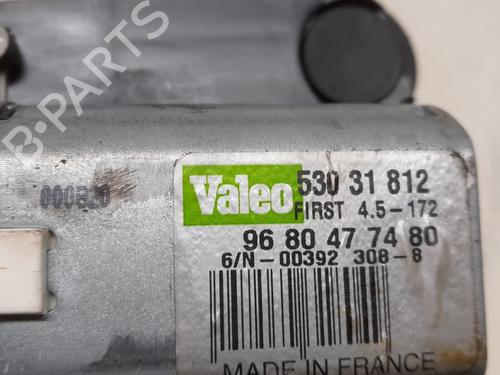 B-PARTS
000820
Valeo
530 31 812
FIRST 4.5-172
96 80 47 74 80
6/N-00392 308-8
MADE IN FRANCE